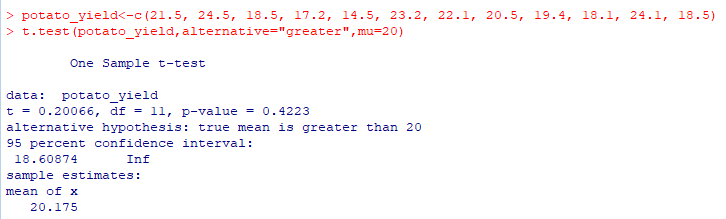 > potato_yield<-c(21.5, 24.5, 18.5, 17.2, 14.5, 23.2, 22.1, 20.5, 19.4, 18.1, 24.1, 18.5)
> t.test(potato_yield,alternative="greater",mu=20)
One Sample t-test
data:  potato_yield
t = 0.20066, df = 11, p-value = 0.4223
alternative hypothesis: true mean is greater than 20
95 percent confidence interval:
18.60874      Inf
sample estimates:
mean of x
20.175